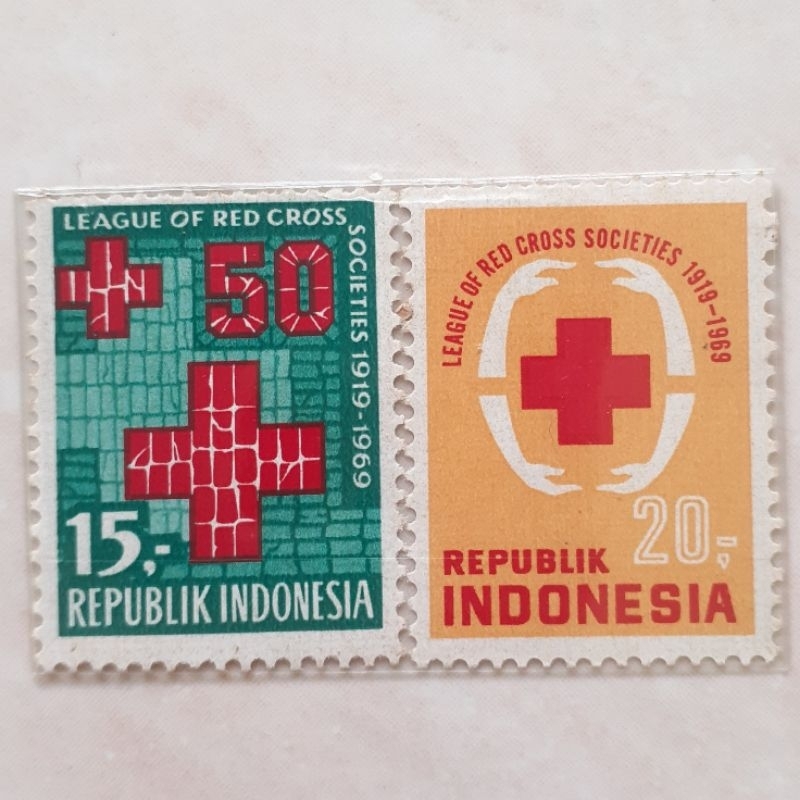 LEAGUE OF RED CROSS
SOCIETIES 1919-1969
50
15,-
REPUBLIK INDONESIA
LEAGUE OF RED CROSS SOCIETIES 1919-1969
20,-
REPUBLIK
INDONESIA